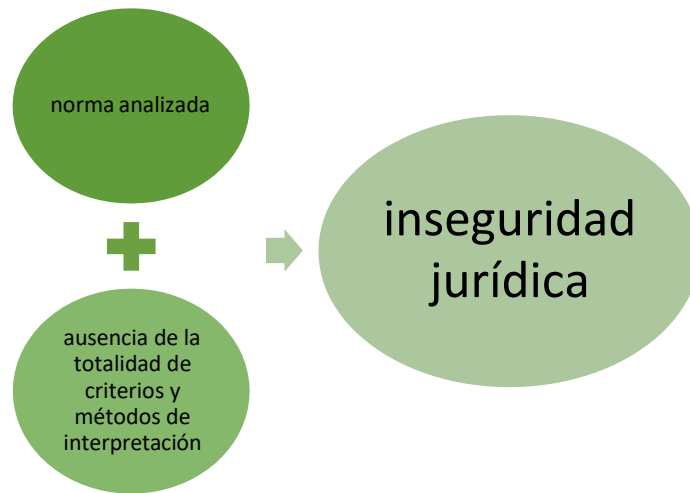 norma analizada
ausencia de la
totalidad de
criterios y
métodos de
interpretación
inseguridad
jurídica